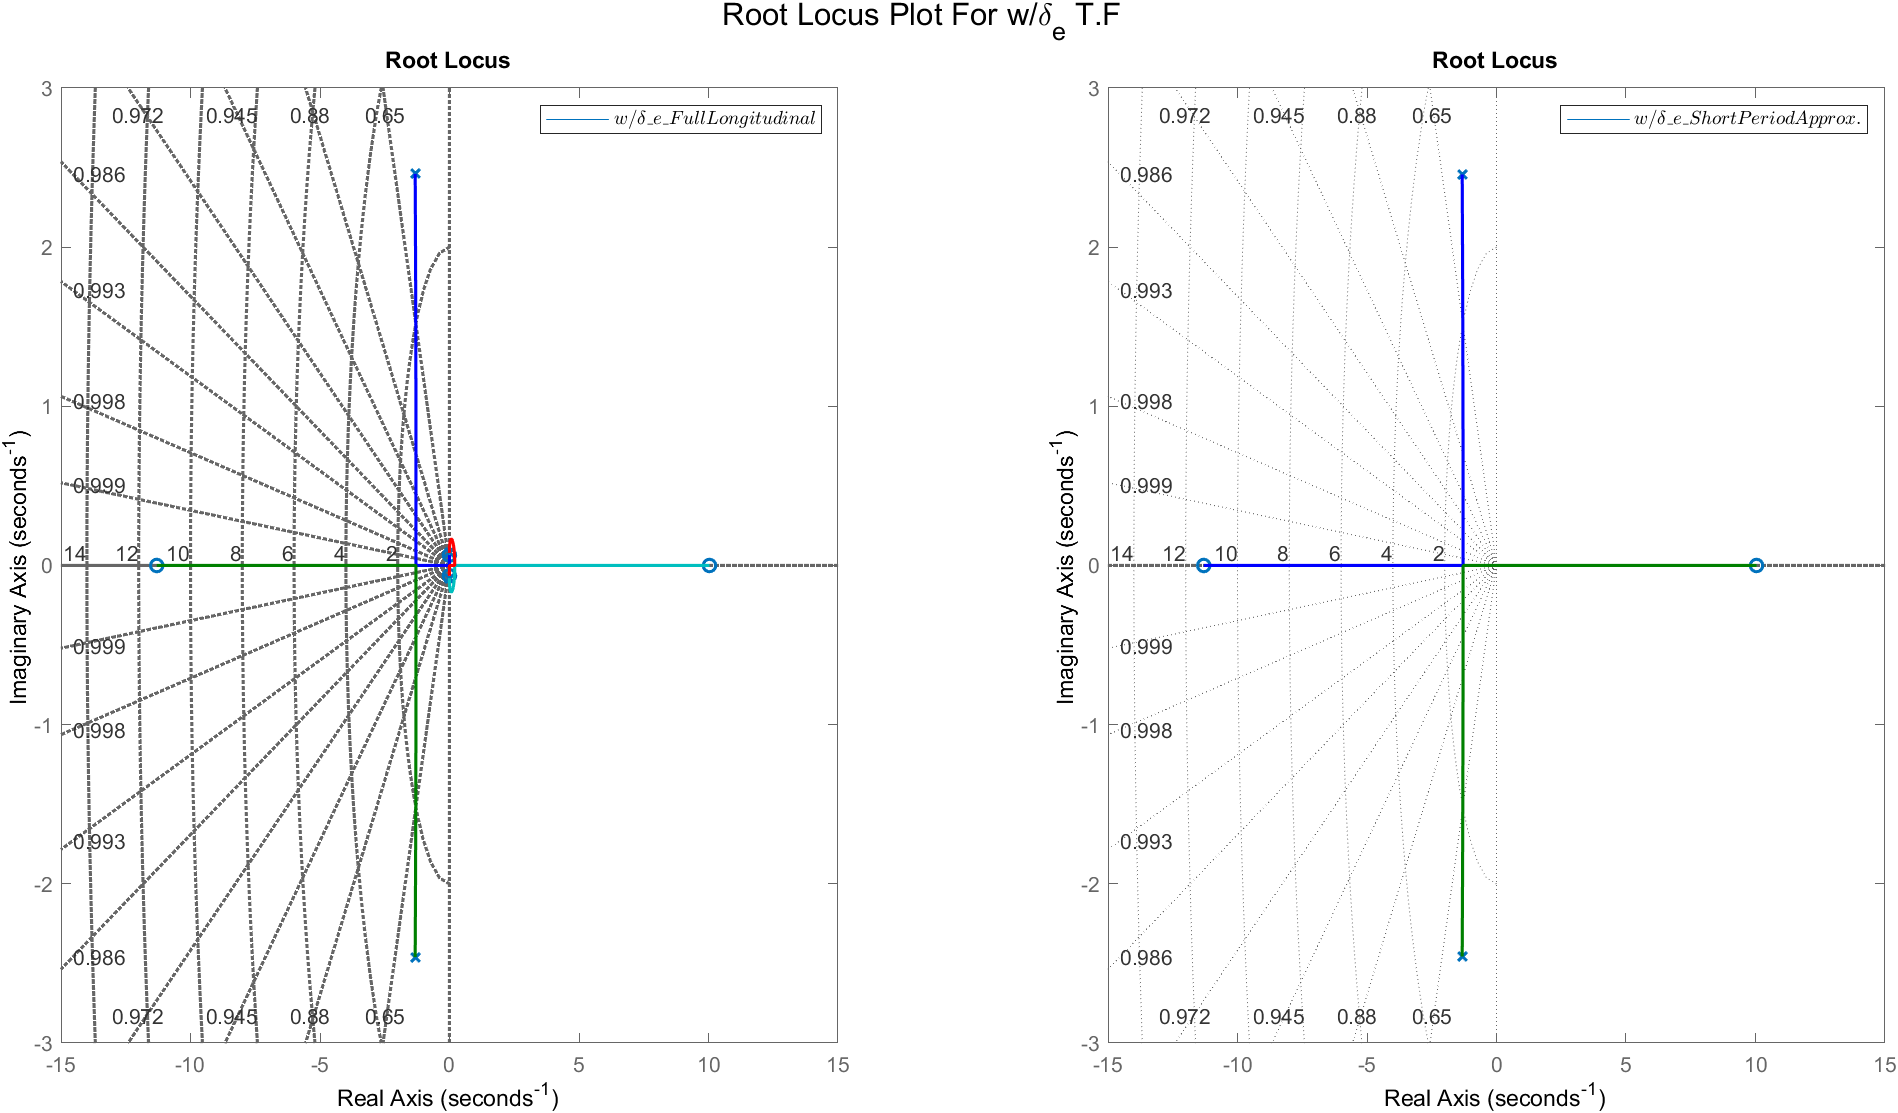 Root Locus Plot For w/δe T.F
Root Locus
w/δ_e_FullLongitudinal
3
2
1
0
-1
-2
-3
0.972 0.945 0.88 0.65
0.986
0.993
0.998
0.999
14 12 10 8 6 4 2
0.999
0.998
0.993
0.986
0.972 0.945 0.88 0.65
-15 -10 -5 0 5 10 15
Real Axis (seconds-1)
Imaginary Axis (seconds-1)
Root Locus
w/δ_e_ShortPeriodApprox.
3
2
1
0
-1
-2
-3
0.972 0.945 0.88 0.65
0.986
0.993
0.998
0.999
14 12 10 8 6 4 2
0.999
0.998
0.993
0.986
0.972 0.945 0.88 0.65
-15 -10 -5 0 5 10 15
Real Axis (seconds-1)
Imaginary Axis (seconds-1)